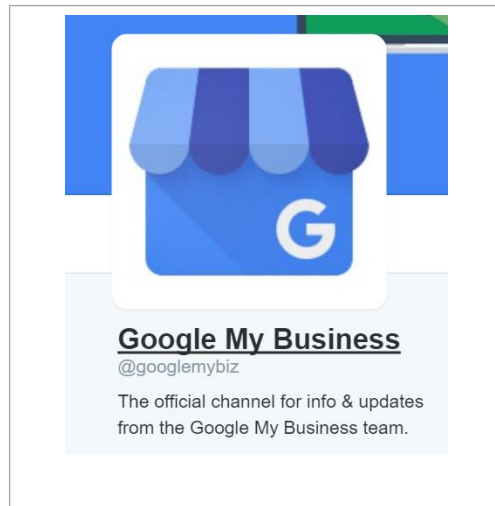 G
Google My Business
@googlemybiz
The official channel for info & updates
from the Google My Business team.